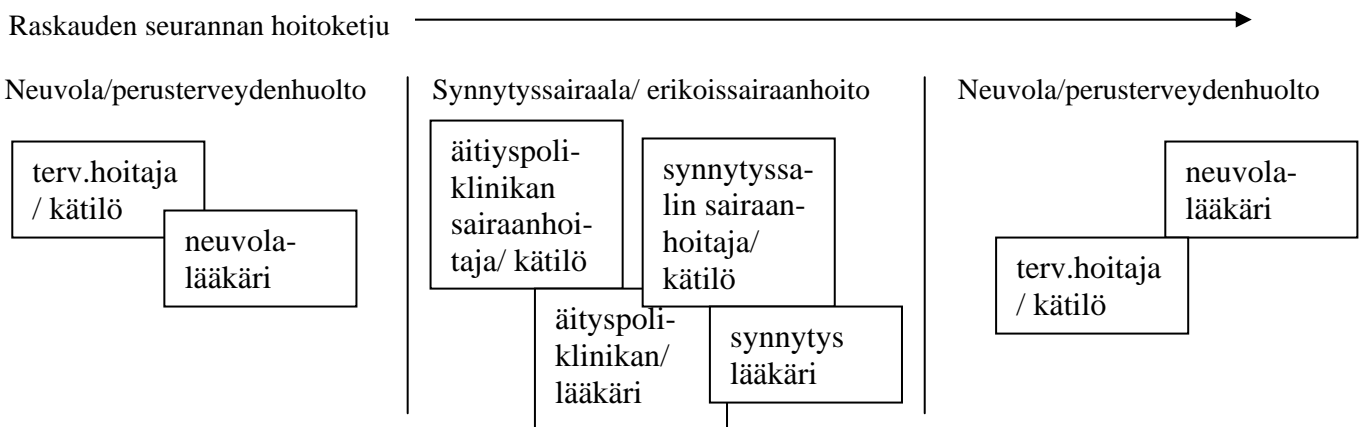 Raskauden seurannan hoitoketju
Neuvola/perusterveydenhuolto
Synnytyssairaala/ erikoissairaanhoito
Neuvola/perusterveydenhuolto
terv.hoitaja
/ kätilö
neuvola-
lääkäri
äitiyspoli-
klinikan
sairaanhoi-
taja/ kätilö
äityspoli-
klinikan/
lääkäri
synnytyssa-
lin sairaan-
hoitaja/
kätilö
synnytys
lääkäri
neuvola-
lääkäri
terv.hoitaja
/ kätilö